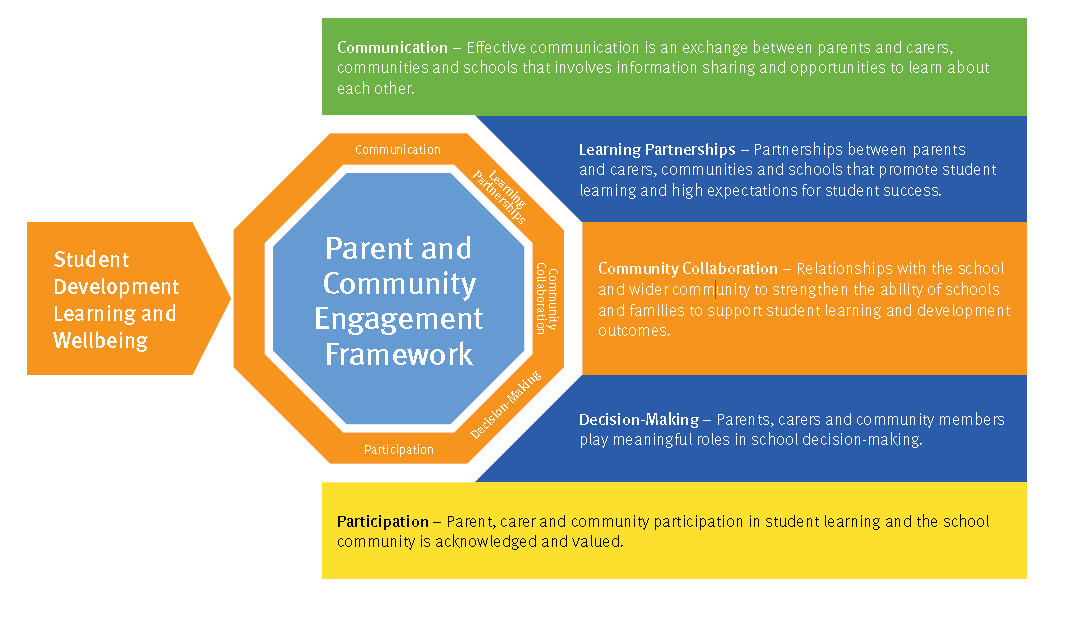 Communication – Effective communication is an exchange between parents and carers,
communities and schools that involves information sharing and opportunities to learn about
each other.
Learning Partnerships – Partnerships between parents
and carers, communities and schools that promote student
learning and high expectations for student success.
Community Collaboration – Relationships with the school
and wider community to strengthen the ability of schools
and families to support student learning and development
outcomes.
Decision-Making – Parents, carers and community members
play meaningful roles in school decision-making.
Participation – Parent, carer and community participation in student learning and the school
community is acknowledged and valued.
Student
Development
Learning and
Wellbeing
Parent and
Community
Engagement
Framework
Communication
Learning
Partnerships
Community
Collaboration
Decision-Making
Participation